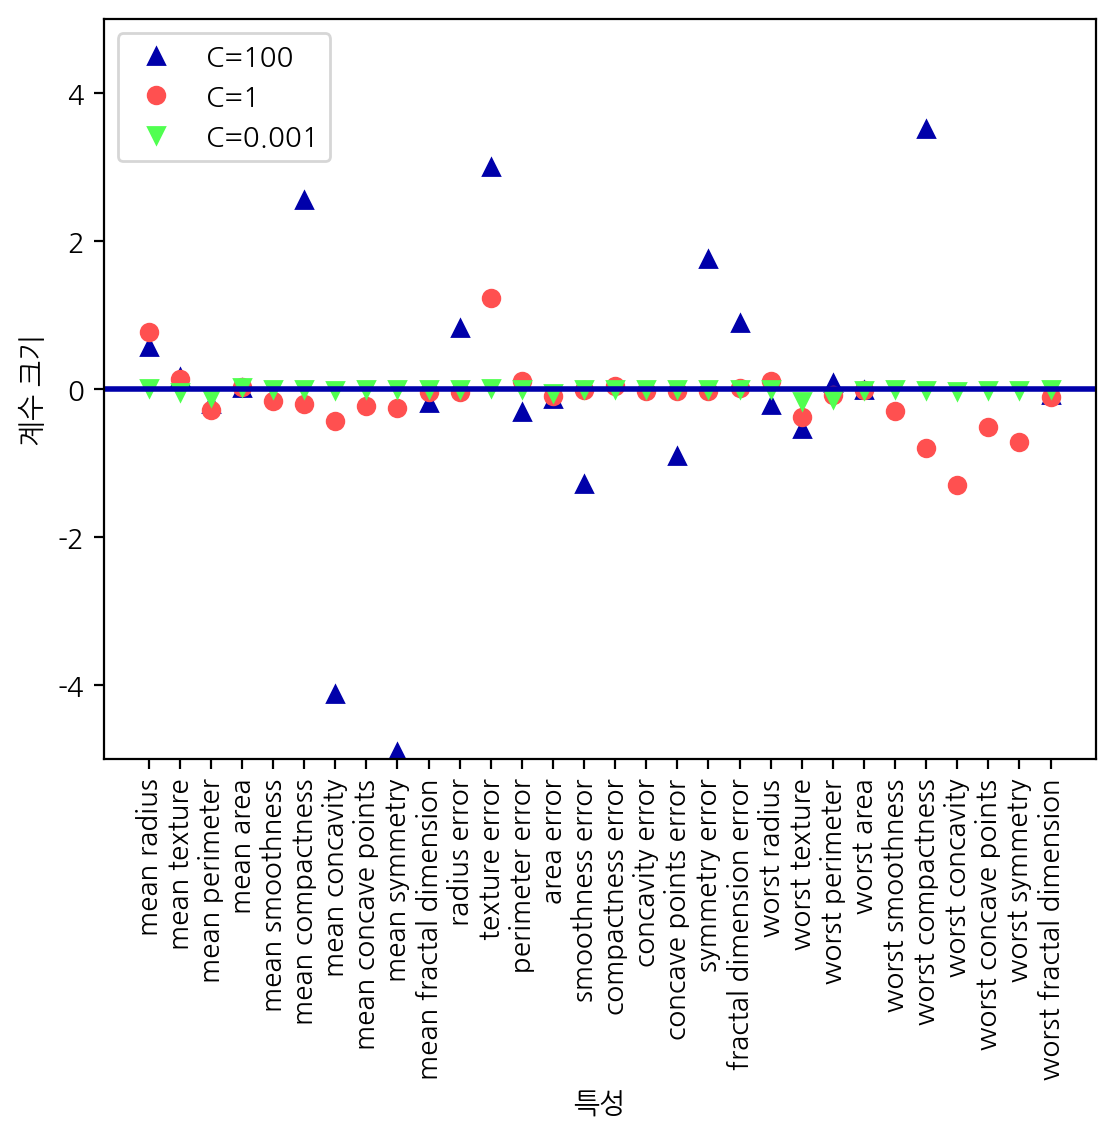 C=100
C=1
C=0.001
4
2
0
-2
-4
계수 크기
mean radius
mean texture
mean perimeter
mean area
mean smoothness
mean compactness
mean concavity
mean concave points
mean symmetry
mean fractal dimension
radius error
texture error
perimeter error
area error
smoothness error
compactness error
concavity error
concave points error
symmetry error
fractal dimension error
worst radius
worst texture
worst perimeter
worst area
worst smoothness
worst compactness
worst concavity
worst concave points
worst symmetry
worst fractal dimension
특성